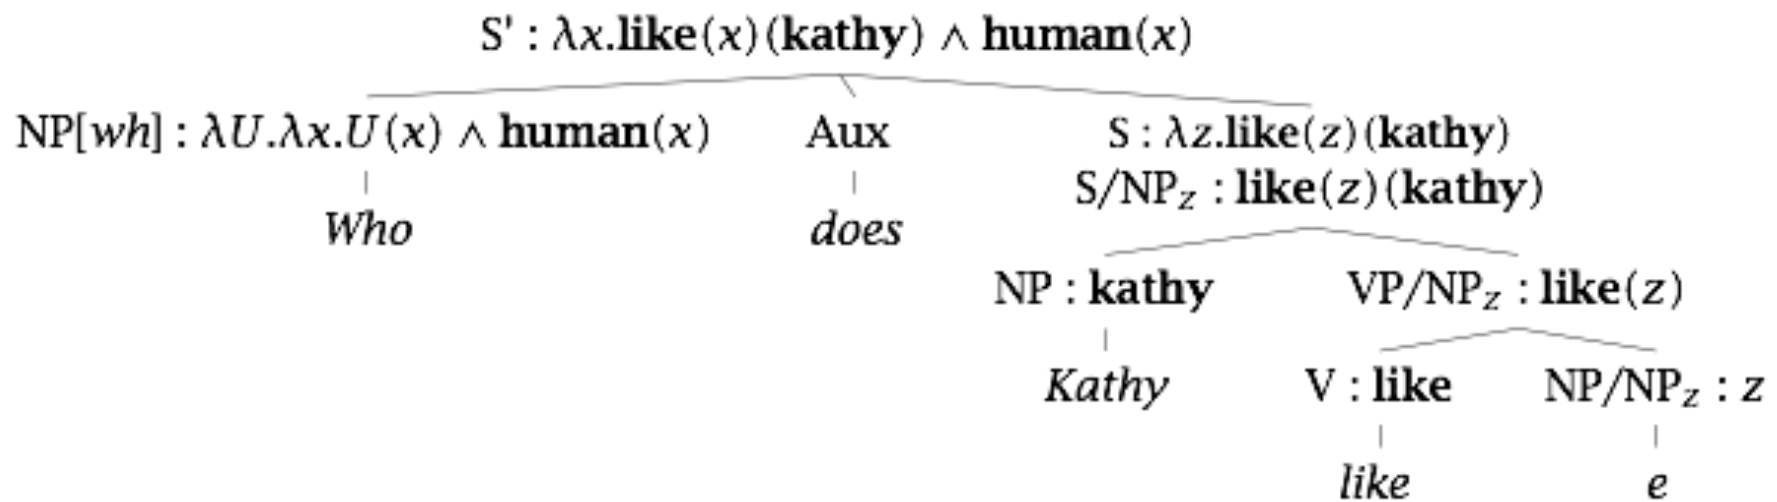 S' : λx.like(x)(kathy) ∧ human(x)
NP[wh] : λU.λx.U(x) ∧ human(x) Aux S : λz.like(z)(kathy)
S/NPz : like(z)(kathy)
Who does
NP : kathy VP/NPz : like(z)
Kathy V : like NP/NPz : z
like e